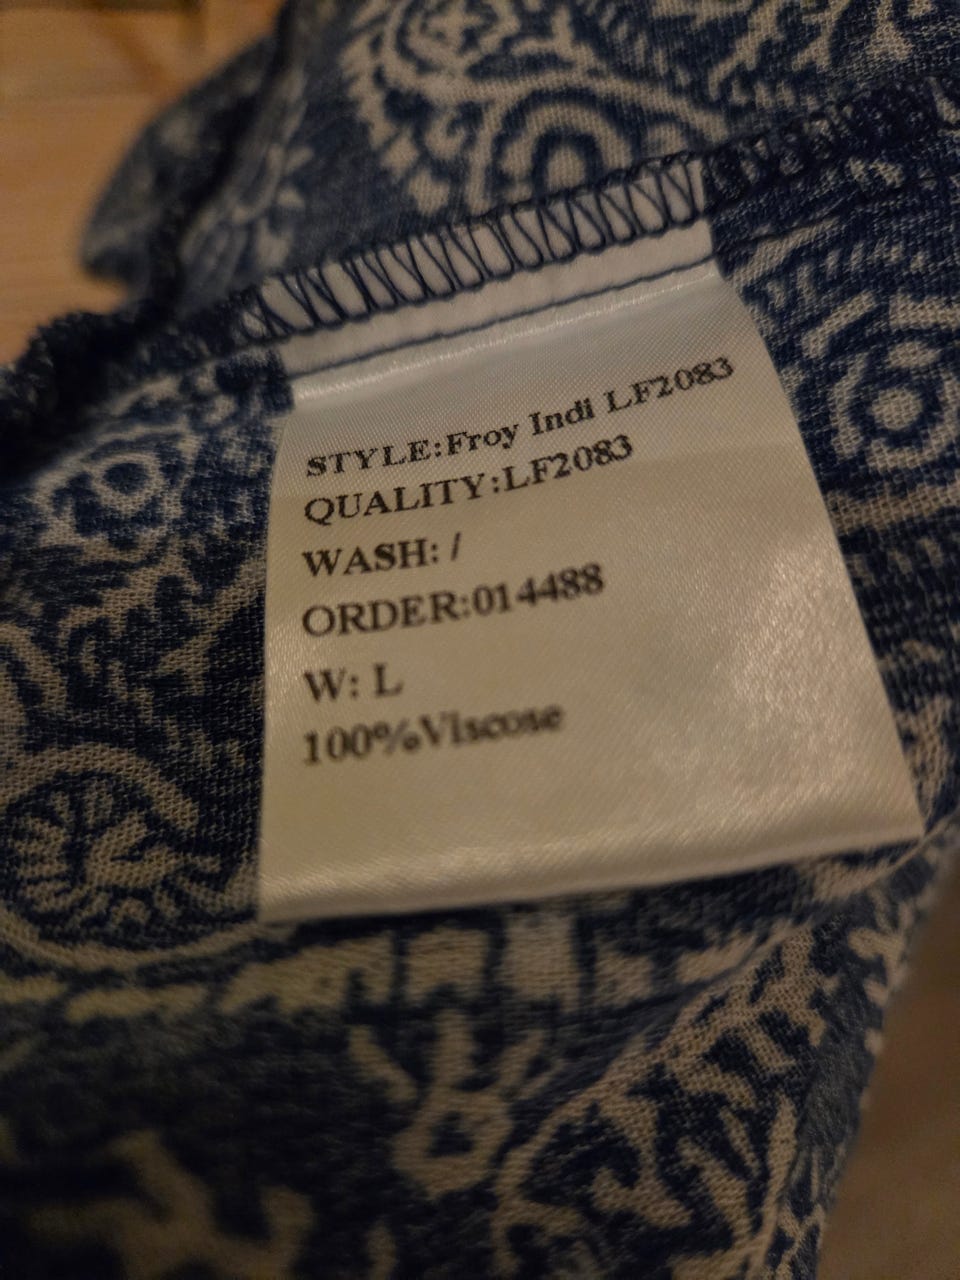 STYLE:Froy Indi LF2083
QUALITY:LF2083
WASH: /
ORDER:014488
W: L
100%Viscose